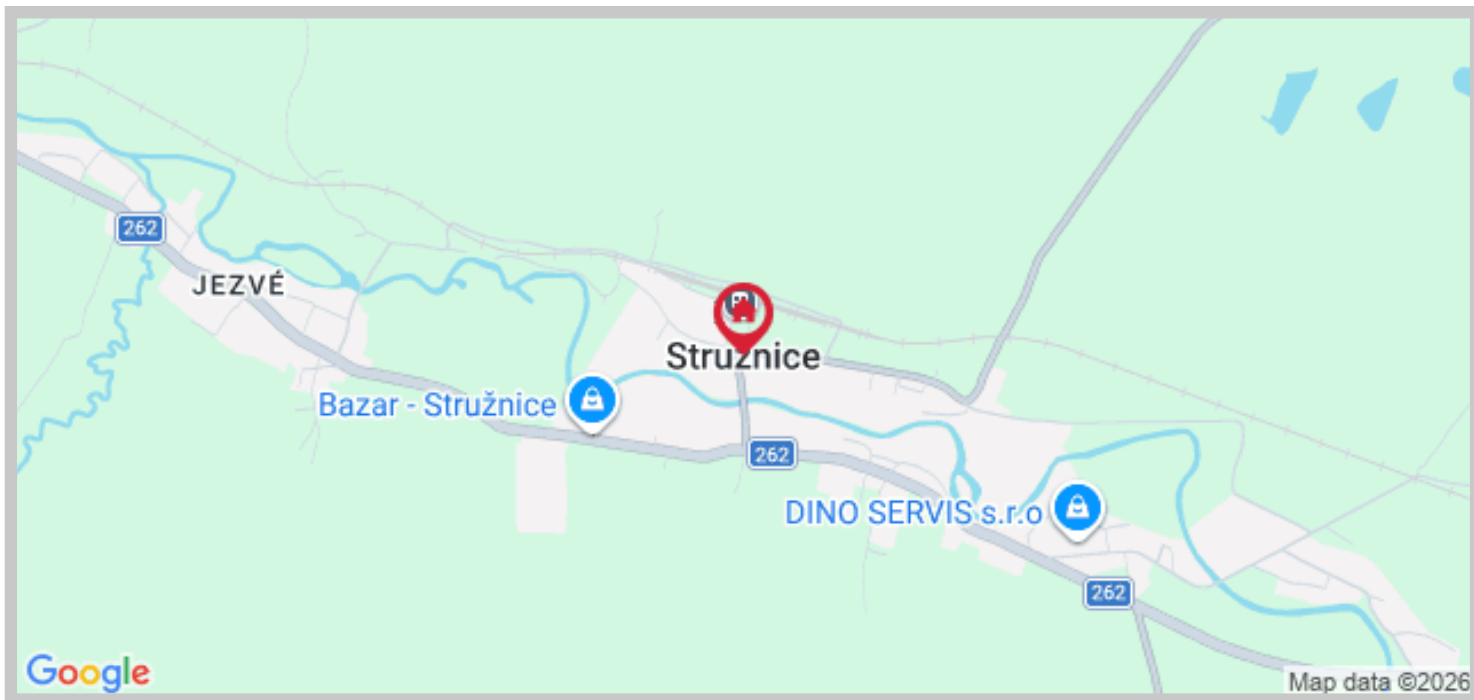 262
JEZVÉ
Stružnice
Bazar - Stružnice
262
DINO SERVIS s.r.o
262
Google
Map data ©2026